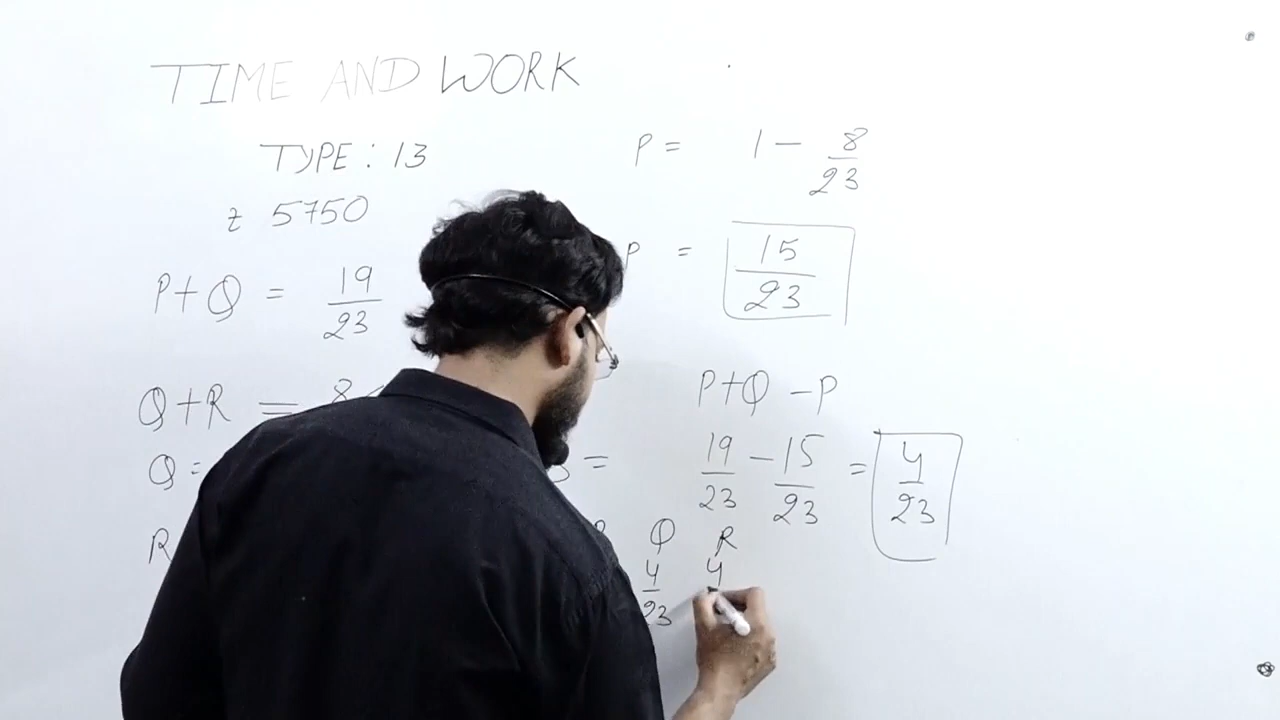 TIME AND WORK
TYPE : 13
z 5750
P+Q = 19/23
Q+R = 8
Q =
R
P = 1 - 8/23
P = 15/23
P+Q - P
= 19/23 - 15/23 = 4/23
Q R
4/23 4